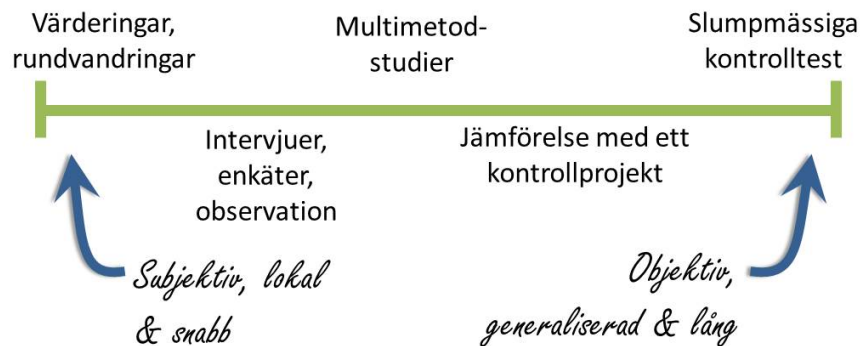 Värderingar,
rundvandringar
Multimetod-
studier
Slumpmässiga
kontrolltest
Intervjuer,
enkäter,
observation
Jämförelse med ett
kontrollprojekt
Subjektiv, lokal
& snabb
Objektiv,
generaliserad & lång